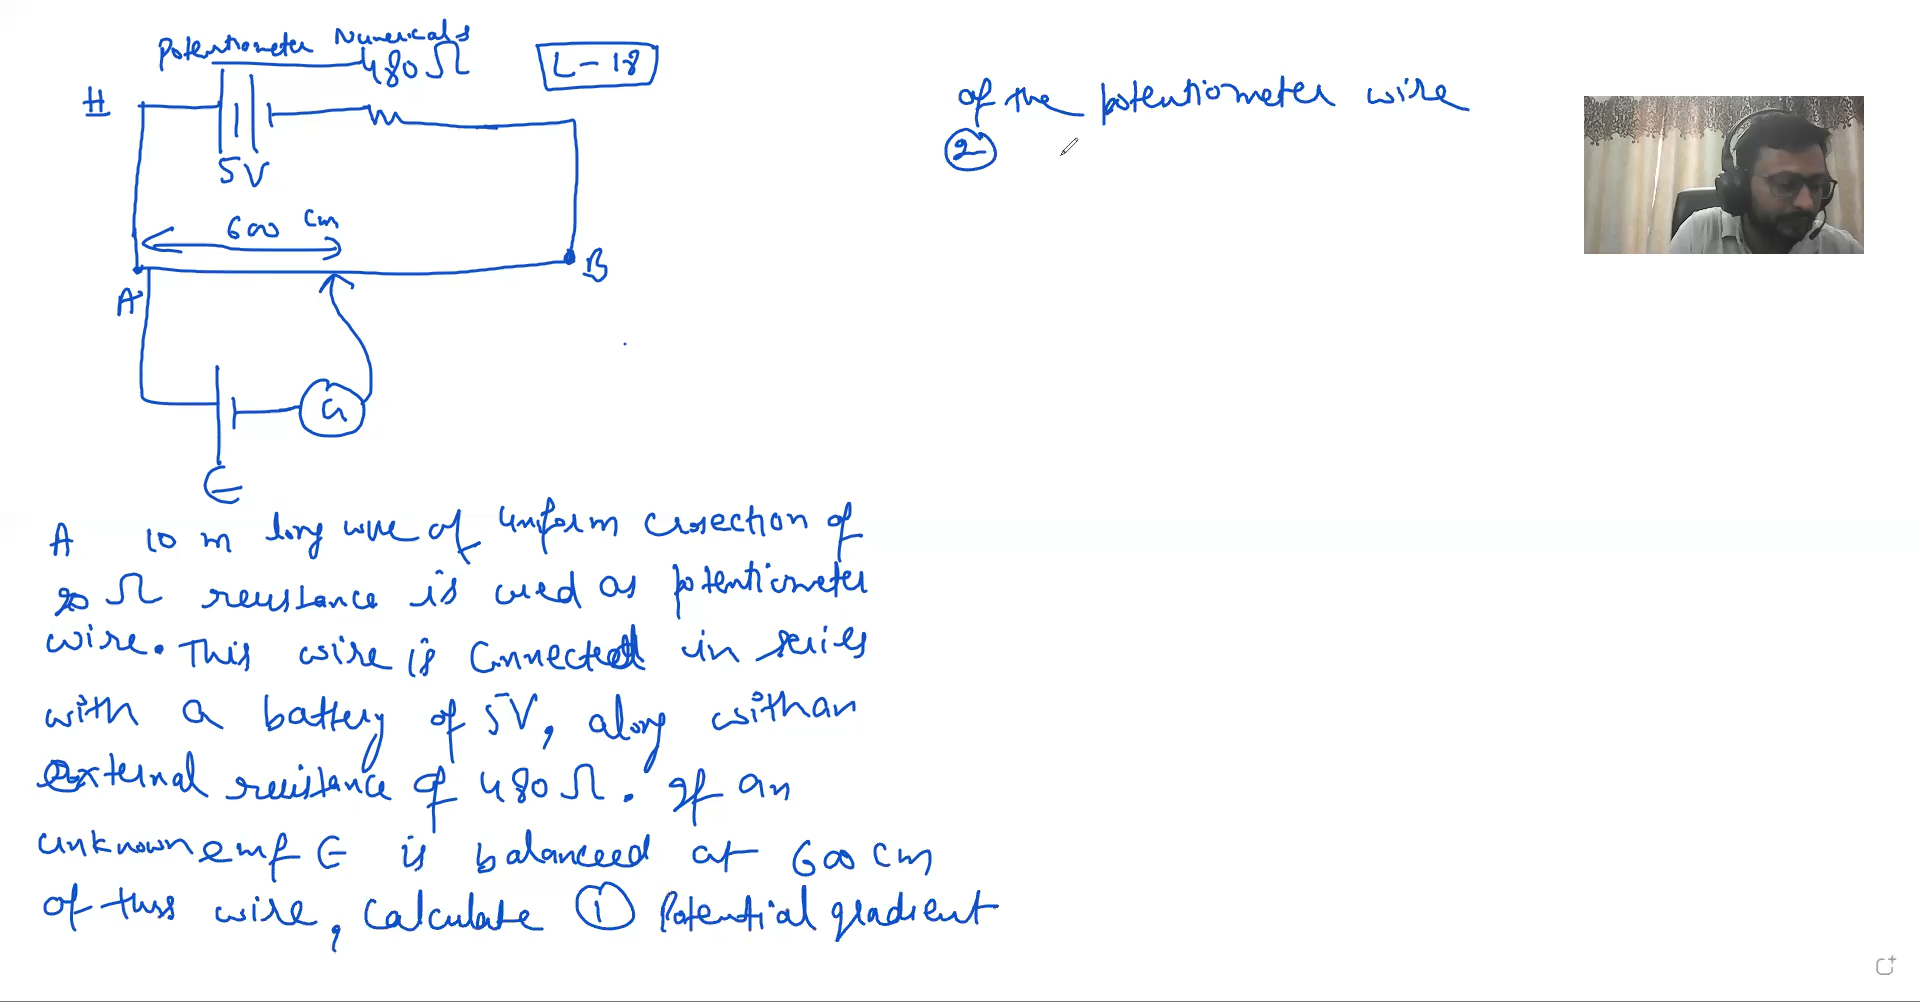 Potentiometer Numericals
480 Ω
L-18
H
5V
600 cm
A
B
G
E
A 10 m long wire of uniform crosection of
20 Ω resistance is used as potentiometer
wire. This wire is connected in series
with a battery of 5V, along with an
external resistance of 480 Ω. If an
unknown emf E is balanceed at 600 cm
of this wire, calculate ① Potential gradient
of the potentiometer wire
②